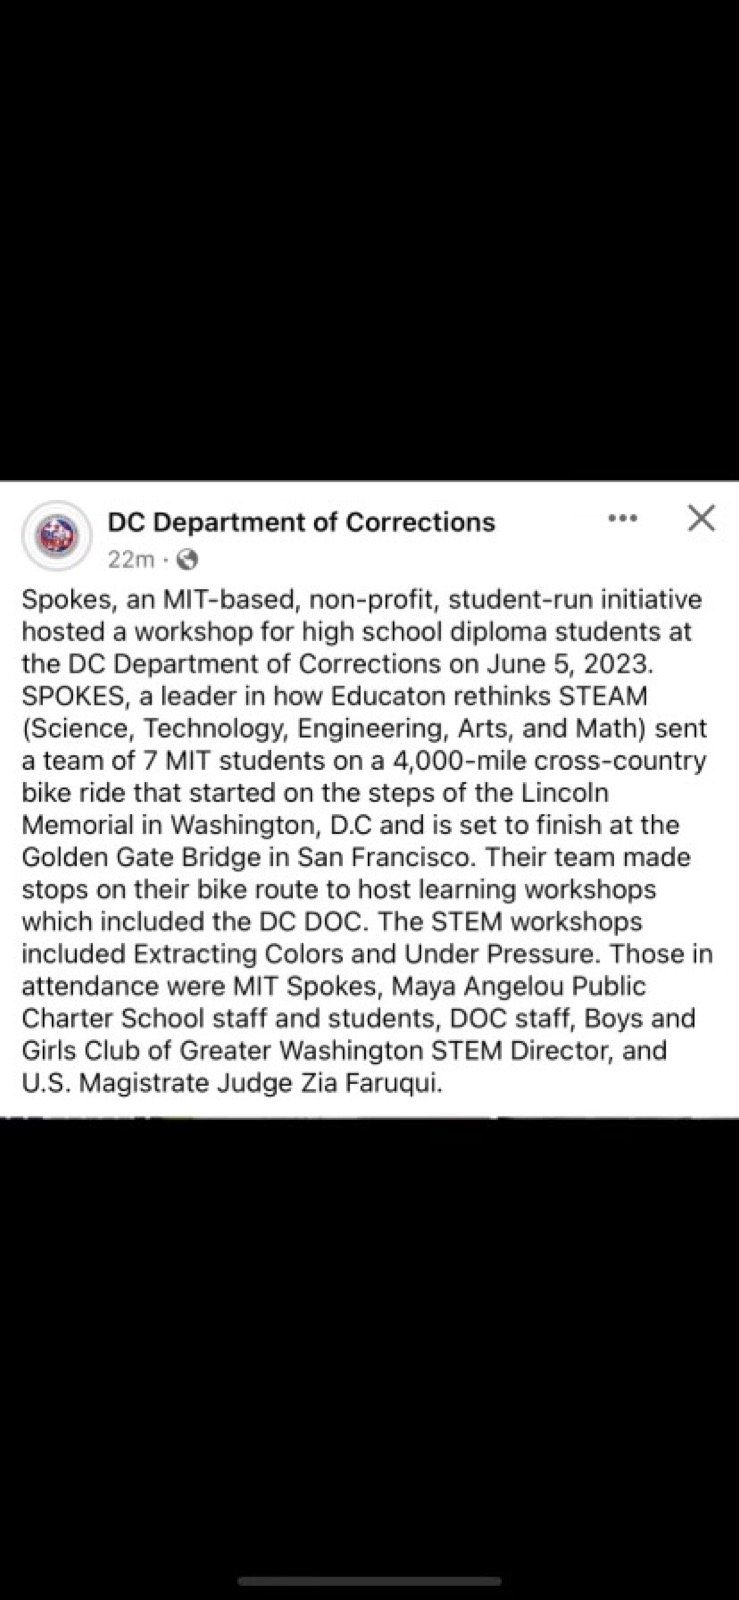 DC Department of Corrections
22m ·
Spokes, an MIT-based, non-profit, student-run initiative
hosted a workshop for high school diploma students at
the DC Department of Corrections on June 5, 2023.
SPOKES, a leader in how Educaton rethinks STEAM
(Science, Technology, Engineering, Arts, and Math) sent
a team of 7 MIT students on a 4,000-mile cross-country
bike ride that started on the steps of the Lincoln
Memorial in Washington, D.C and is set to finish at the
Golden Gate Bridge in San Francisco. Their team made
stops on their bike route to host learning workshops
which included the DC DOC. The STEM workshops
included Extracting Colors and Under Pressure. Those in
attendance were MIT Spokes, Maya Angelou Public
Charter School staff and students, DOC staff, Boys and
Girls Club of Greater Washington STEM Director, and
U.S. Magistrate Judge Zia Faruqui.